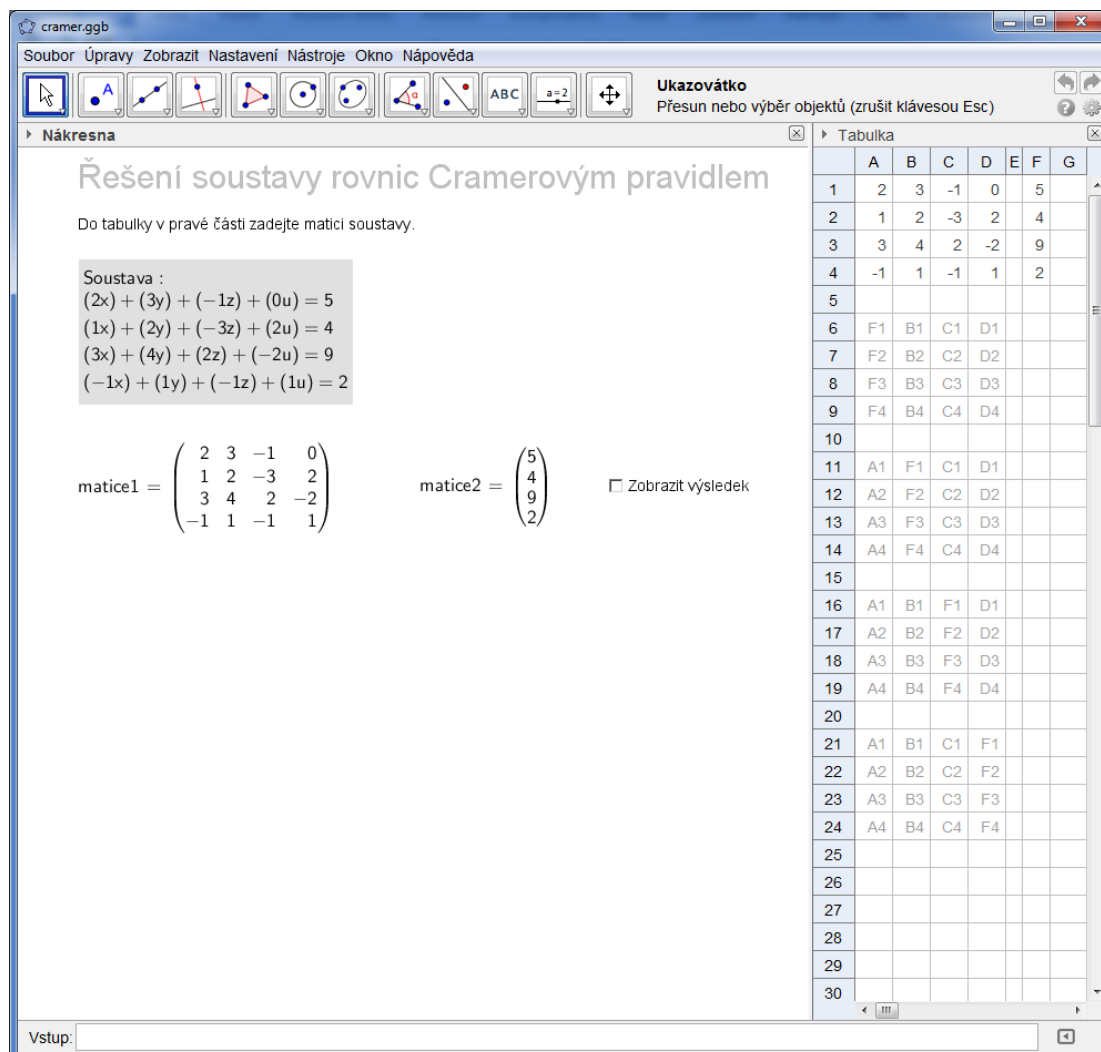 cramer.ggb
Soubor Úpravy Zobrazit Nastavení Nástroje Okno Nápověda
A
α
ABC
a=2
Ukazovátko
Přesun nebo výběr objektů (zrušit klávesou Esc)
Nákresna
Řešení soustavy rovnic Cramerovým pravidlem
Do tabulky v pravé části zadejte matici soustavy.
Soustava :
(2x) + (3y) + (−1z) + (0u) = 5
(1x) + (2y) + (−3z) + (2u) = 4
(3x) + (4y) + (2z) + (−2u) = 9
(−1x) + (1y) + (−1z) + (1u) = 2
matice1 =
2 3 −1 0
1 2 −3 2
3 4 2 −2
−1 1 −1 1
matice2 =
5
4
9
2
Zobrazit výsledek
Tabulka
A B C D E F G
1 2 3 -1 0 5
2 1 2 -3 2 4
3 3 4 2 -2 9
4 -1 1 -1 1 2
5
6 F1 B1 C1 D1
7 F2 B2 C2 D2
8 F3 B3 C3 D3
9 F4 B4 C4 D4
10
11 A1 F1 C1 D1
12 A2 F2 C2 D2
13 A3 F3 C3 D3
14 A4 F4 C4 D4
15
16 A1 B1 F1 D1
17 A2 B2 F2 D2
18 A3 B3 F3 D3
19 A4 B4 F4 D4
20
21 A1 B1 C1 F1
22 A2 B2 C2 F2
23 A3 B3 C3 F3
24 A4 B4 C4 F4
25
26
27
28
29
30
Vstup: